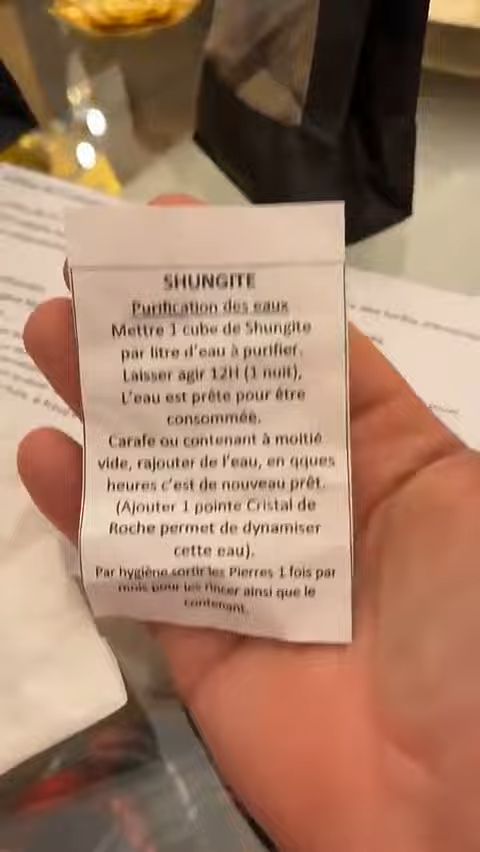 SHUNGITE
Purification des eaux
Mettre 1 cube de Shungite
par litre d'eau à purifier.
Laisser agir 12H (1 nuit),
L'eau est prête pour être
consommée.
Carafe ou contenant à moitié
vide, rajouter de l'eau, en qques
heures c'est de nouveau prêt.
(Ajouter 1 pointe Cristal de
Roche permet de dynamiser
cette eau).
Par hygiène sortir les Pierres 1 fois par
mois pour les rincer ainsi que le
contenant.